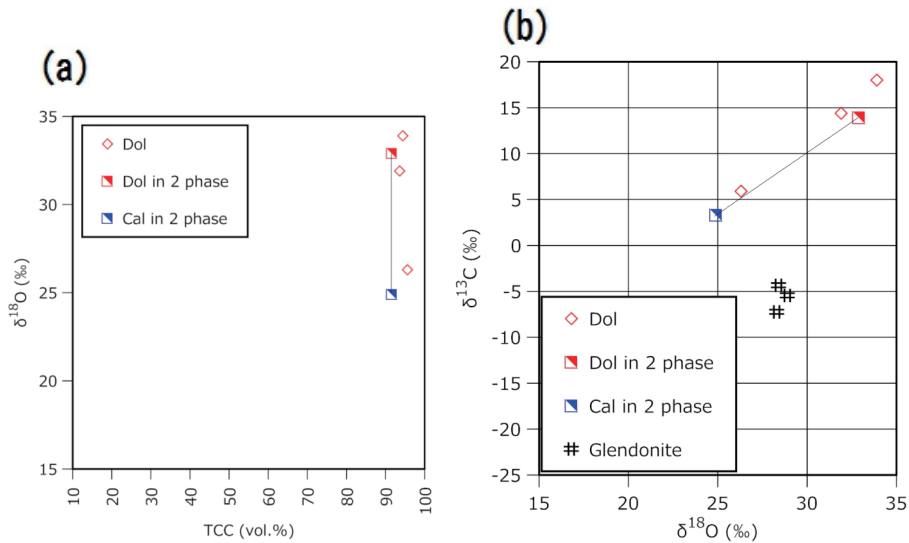 (a)
35
30
25
20
15
δ18O (‰)
Dol
Dol in 2 phase
Cal in 2 phase
10
20
30
40
50
60
70
80
90
100
TCC (vol.%)
(b)
20
15
10
5
0
-5
-10
-15
-20
-25
δ13C (‰)
Dol
Dol in 2 phase
Cal in 2 phase
Glendonite
15
20
25
30
35
δ18O (‰)